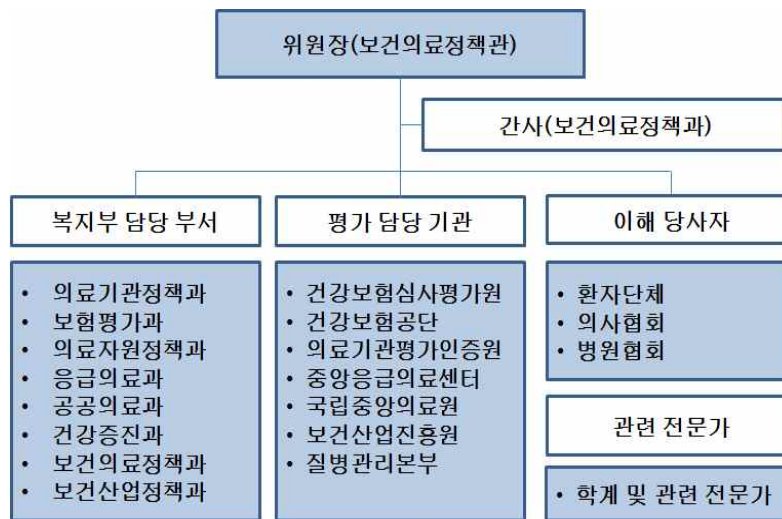 위원장(보건의료정책관)
간사(보건의료정책과)
복지부 담당 부서
• 의료기관정책과
• 보험평가과
• 의료자원정책과
• 응급의료과
• 공공의료과
• 건강증진과
• 보건의료정책과
• 보건산업정책과
평가 담당 기관
• 건강보험심사평가원
• 건강보험공단
• 의료기관평가인증원
• 중앙응급의료센터
• 국립중앙의료원
• 보건산업진흥원
• 질병관리본부
이해 당사자
• 환자단체
• 의사협회
• 병원협회
관련 전문가
• 학계 및 관련 전문가